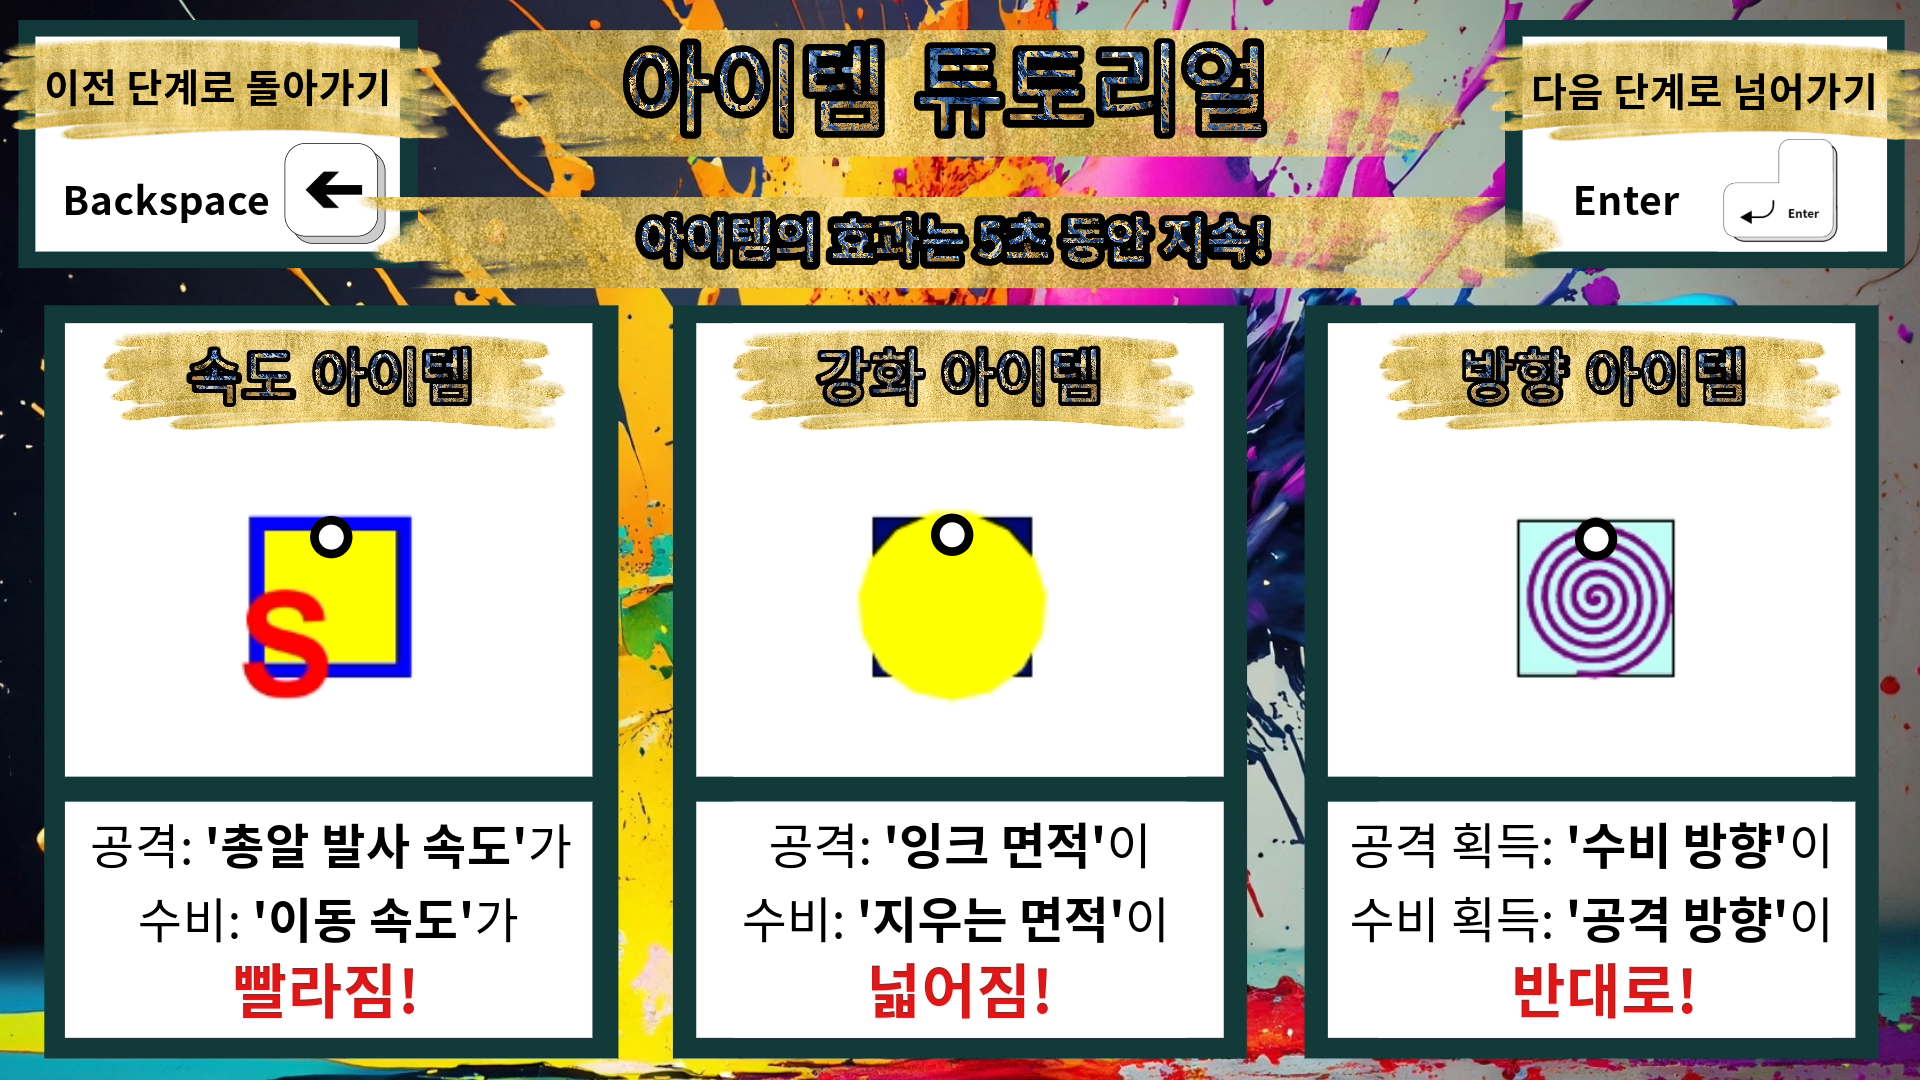 이전 단계로 돌아가기
Backspace
아이템 튜토리얼
아이템의 효과는 5초 동안 지속!
다음 단계로 넘어가기
Enter
Enter
속도 아이템
S
공격: '총알 발사 속도'가
수비: '이동 속도'가
빨라짐!
강화 아이템
공격: '잉크 면적'이
수비: '지우는 면적'이
넓어짐!
방향 아이템
공격 획득: '수비 방향'이
수비 획득: '공격 방향'이
반대로!